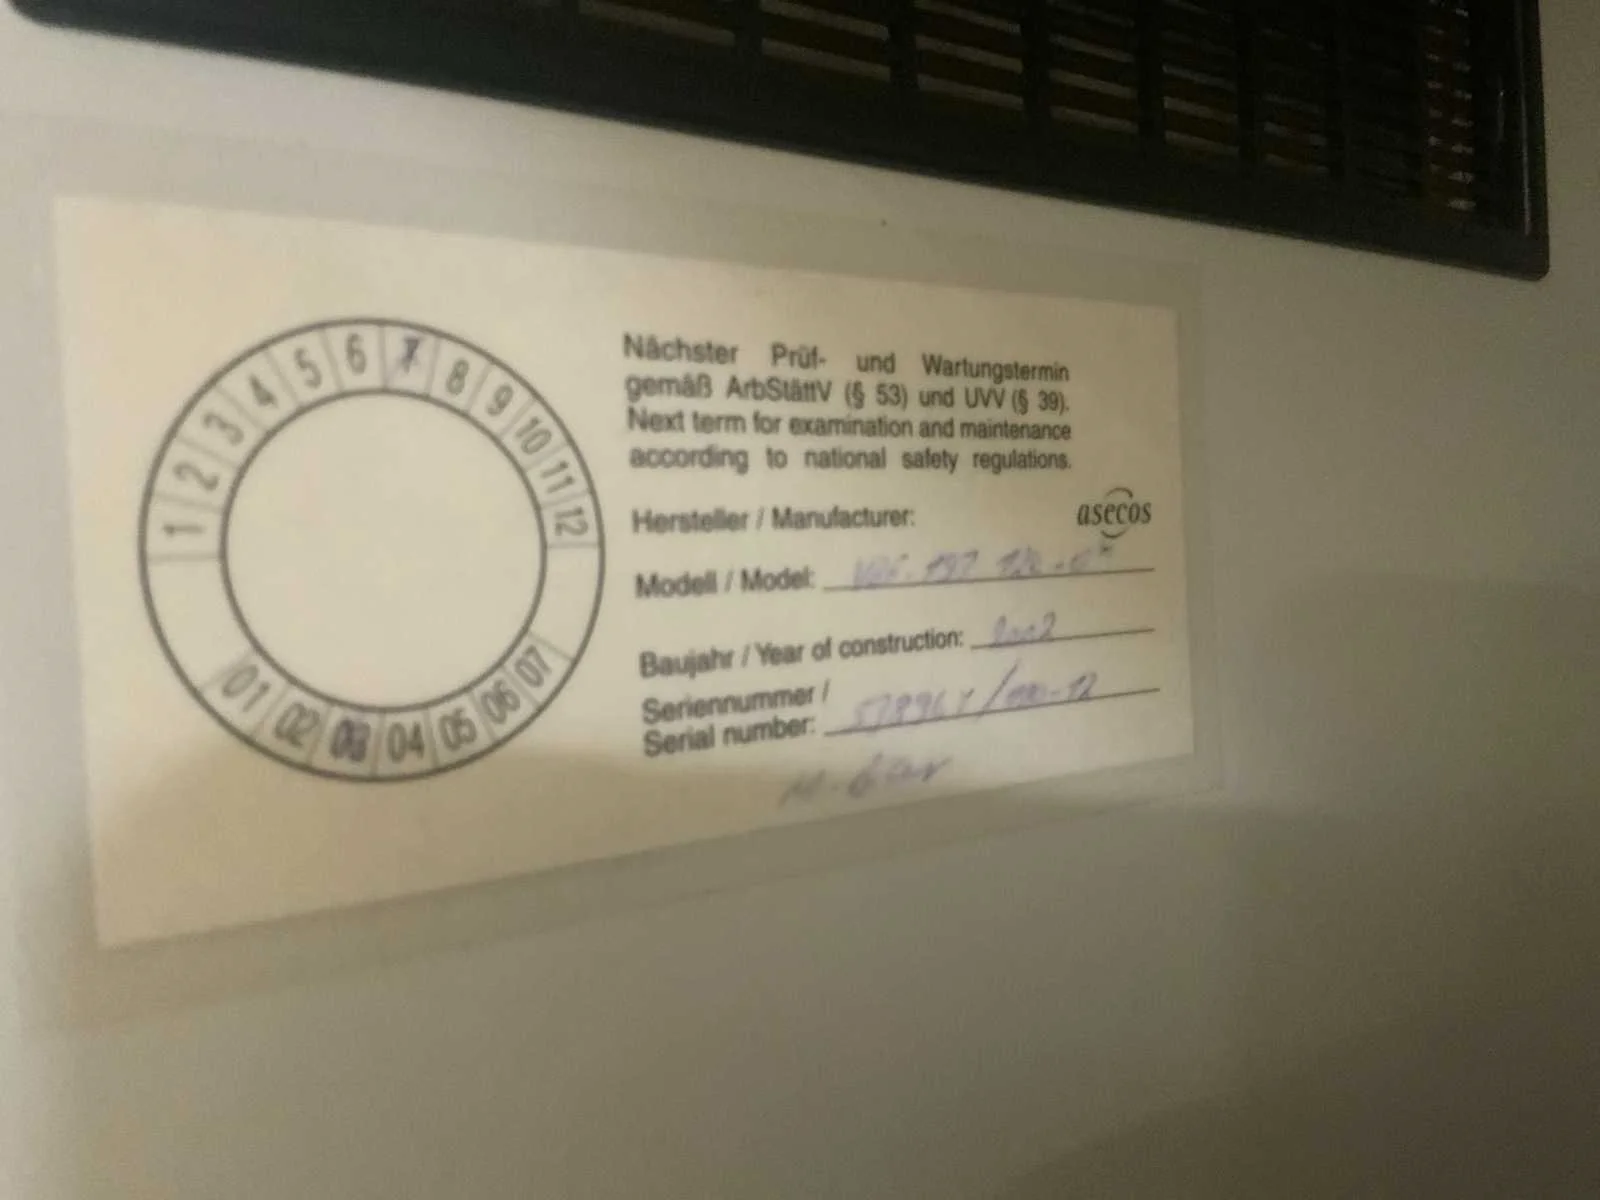 1 2 3 4 5 6 7 8 9 10 11 12
01 02 03 04 05 06 07
Nächster Prüf- und Wartungstermin
gemäß ArbStättV (§ 53) und UVV (§ 39).
Next term for examination and maintenance
according to national safety regulations.
Hersteller / Manufacturer: asecos
Modell / Model:
Baujahr / Year of construction: 2002
Seriennummer /
Serial number: